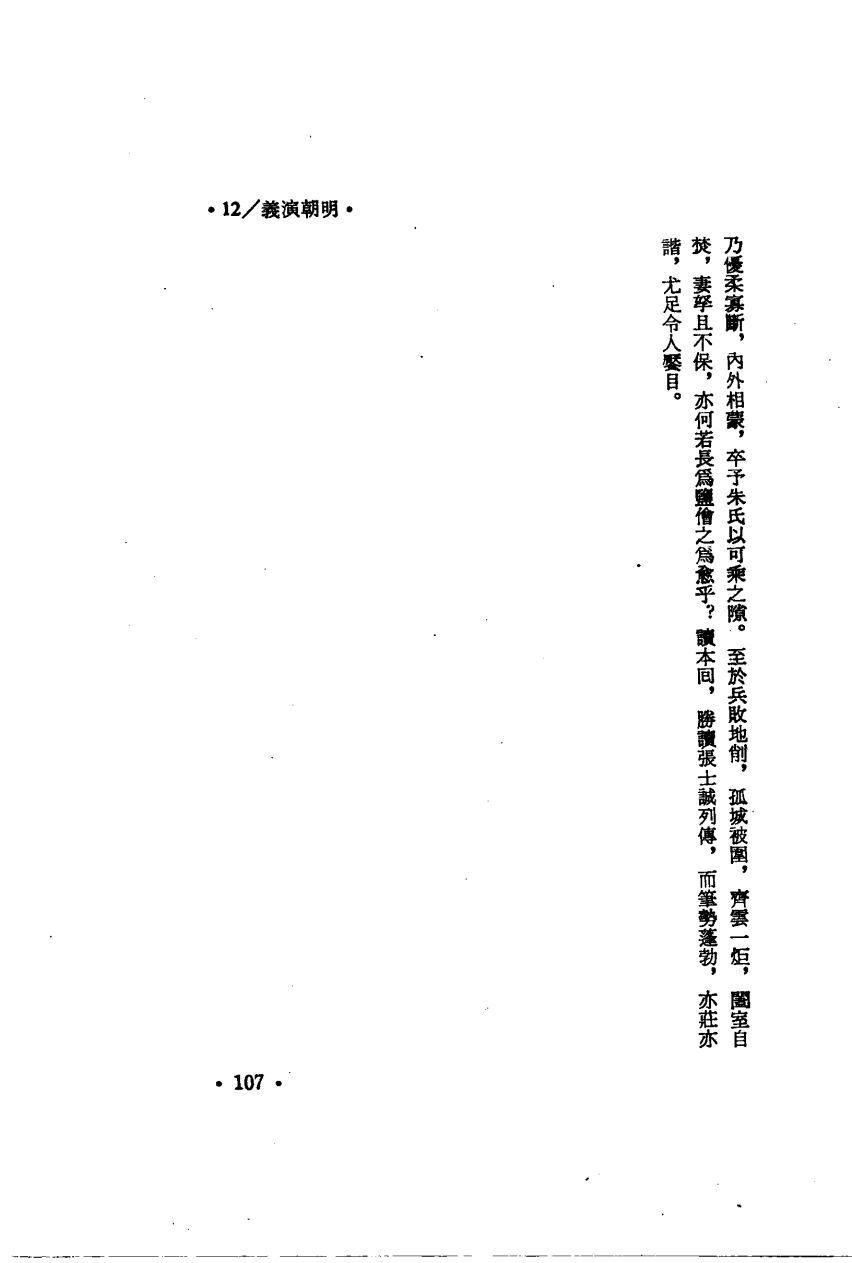 •12／義演朝明•
乃優柔寡斷，內外相蒙，卒予朱氏以可乘之隙。至於兵敗地削，孤城被圍，齊雲一炬，闔室自
焚，妻孥且不保，亦何若長爲鹽儈之爲愈乎？讀本回，勝讀張士誠列傳，而筆勢蓬勃，亦莊亦
諧，尤足令人醫目。
•107•